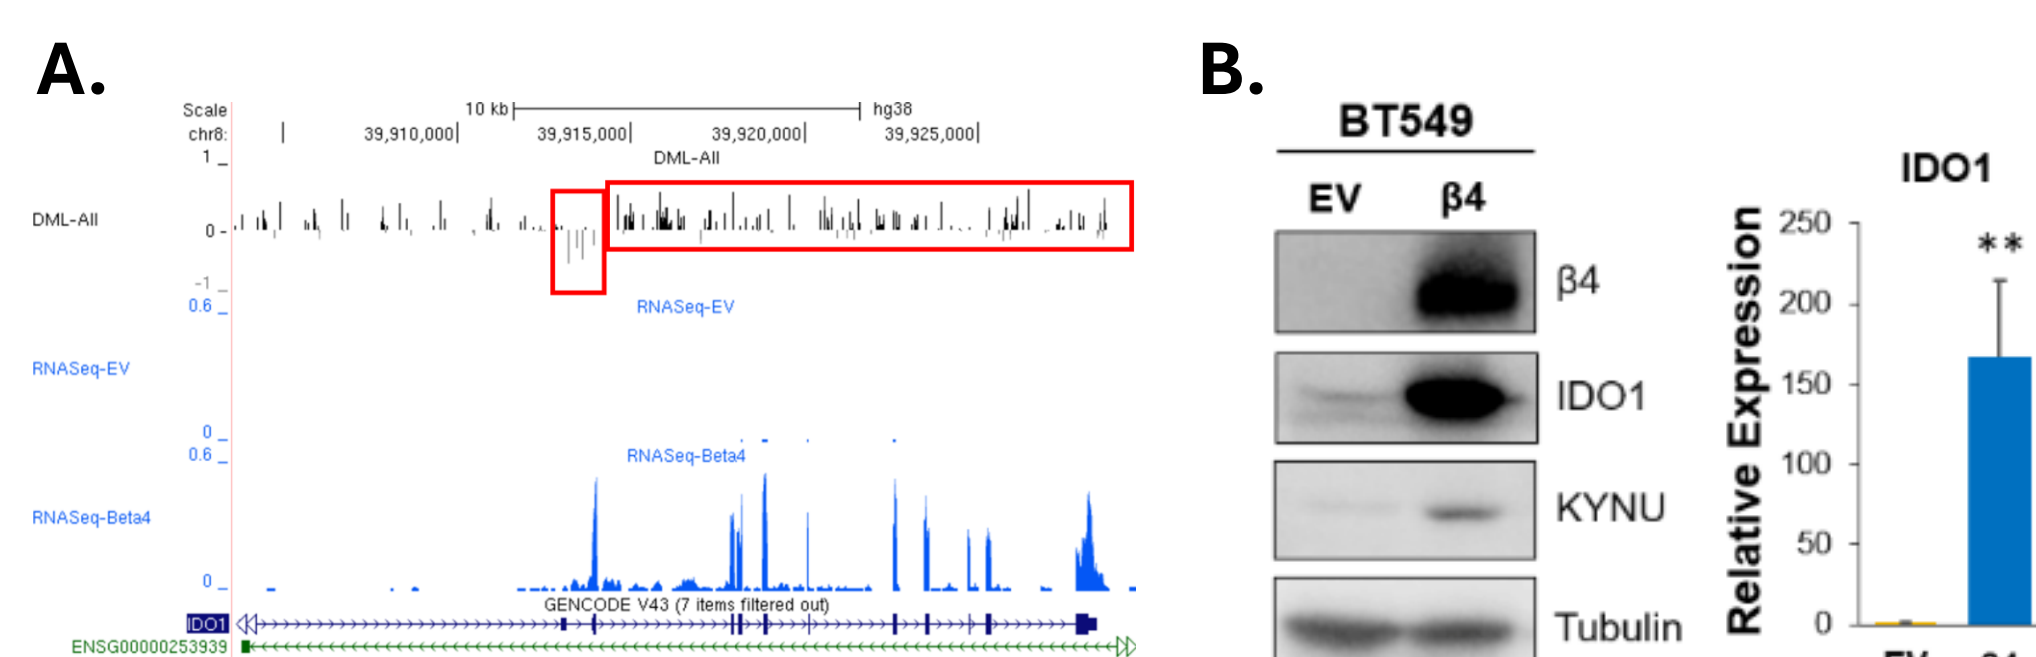 A.
Scale 10 kb hg38
chr8: 39,910,000 39,915,000 39,920,000 39,925,000
DML-All
1
DML-All
0
-1
0.6 RNASeq-EV
RNASeq-EV
0
0.6 RNASeq-Beta4
RNASeq-Beta4
0
GENCODE V43 (7 items filtered out)
IDO1
ENSG00000253939
B.
BT549
EV β4
β4
IDO1
KYNU
Tubulin
IDO1
Relative Expression
250
**
200
150
100
50
0